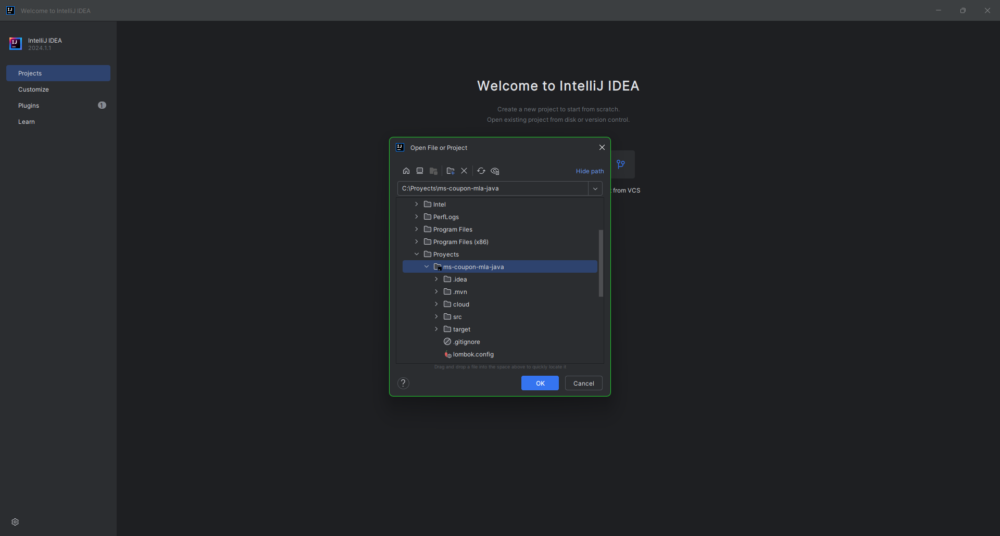 Welcome to IntelliJ IDEA
IntelliJ IDEA
2024.1.1
Projects
Customize
Plugins 1
Learn
Welcome to IntelliJ IDEA
Create a new project to start from scratch.
Open existing project from disk or version control.
from VCS
Open File or Project
Hide path
C:\Proyects\ms-coupon-mla-java
Intel
PerfLogs
Program Files
Program Files (x86)
Proyects
ms-coupon-mla-java
.idea
.mvn
cloud
src
target
.gitignore
lombok.config
Drag and drop a file into the space above to quickly locate it
?
OK
Cancel